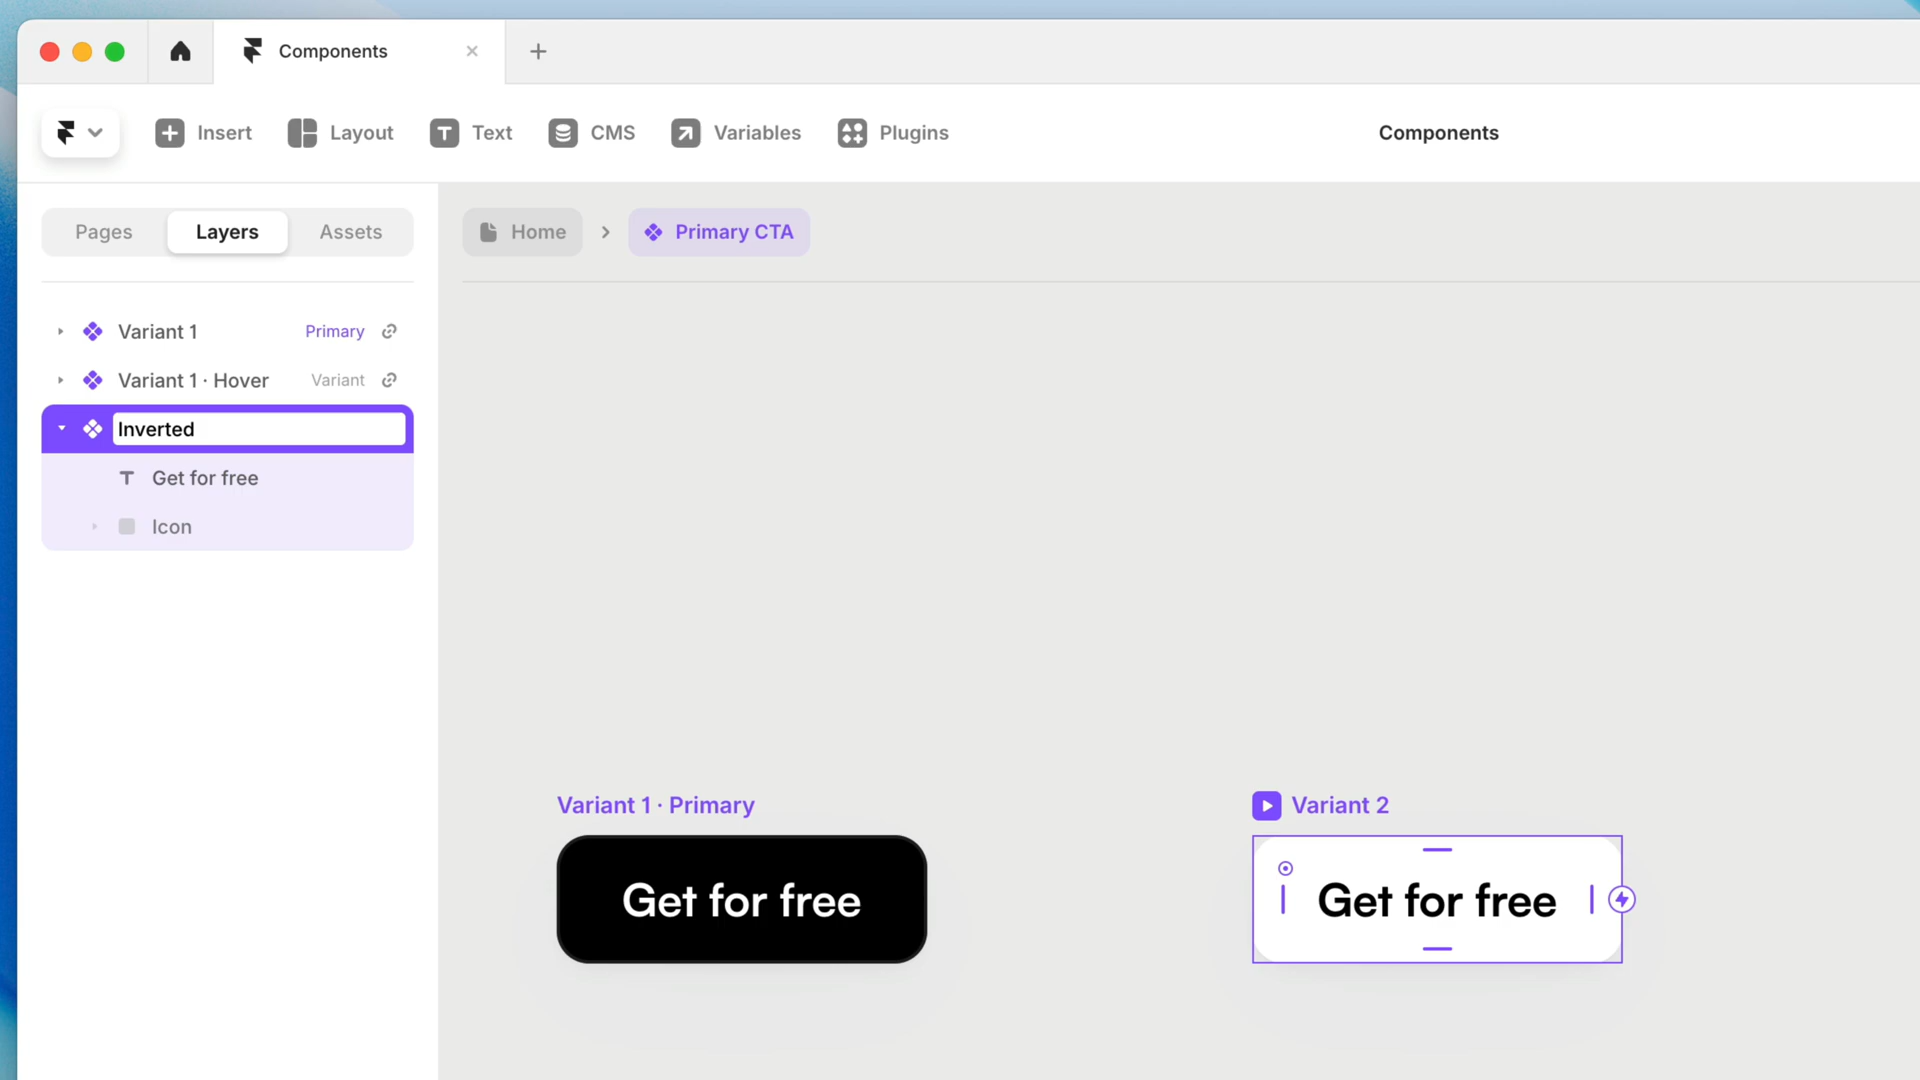 Components
Insert
Layout
Text
CMS
Variables
Plugins
Components
Pages
Layers
Assets
Home
Primary CTA
Variant 1 Primary
Variant 1 · Hover Variant
Inverted
Get for free
Icon
Variant 1 · Primary
Get for free
Variant 2
Get for free